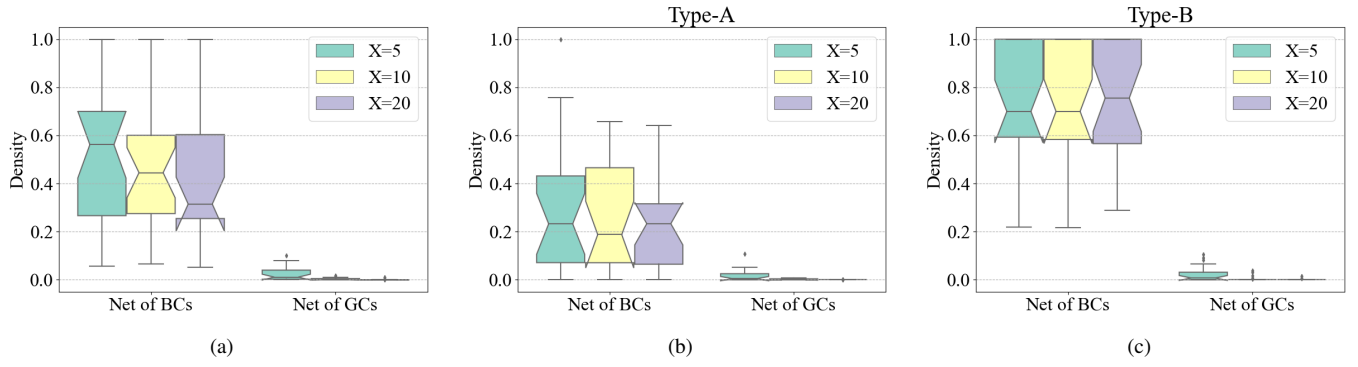 Density
1.0
0.8
0.6
0.4
0.2
0.0
X=5
X=10
X=20
Net of BCs
Net of GCs
(a)
Type-A
Density
1.0
0.8
0.6
0.4
0.2
0.0
X=5
X=10
X=20
Net of BCs
Net of GCs
(b)
Type-B
Density
1.0
0.8
0.6
0.4
0.2
0.0
X=5
X=10
X=20
Net of BCs
Net of GCs
(c)